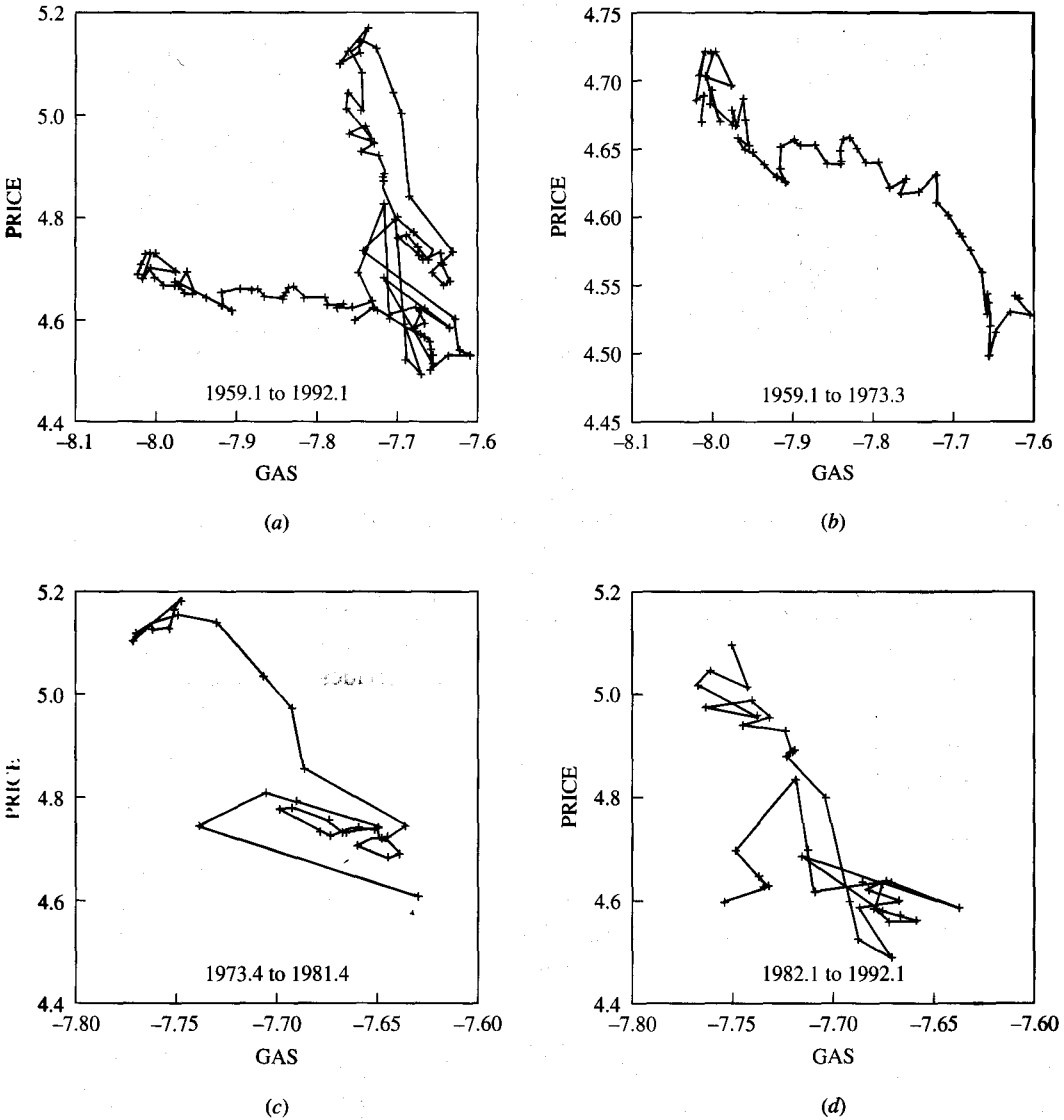 5.2
5.0
4.8
4.6
4.4
PRICE
–8.1 –8.0 –7.9 –7.8 –7.7 –7.6
GAS
1959.1 to 1992.1
(a)
4.75
4.70
4.65
4.60
4.55
4.50
4.45
PRICE
–8.1 –8.0 –7.9 –7.8 –7.7 –7.6
GAS
1959.1 to 1973.3
(b)
5.2
5.0
4.8
4.6
4.4
PRICE
–7.80 –7.75 –7.70 –7.65 –7.60
GAS
1973.4 to 1981.4
(c)
5.2
5.0
4.8
4.6
4.4
PRICE
–7.80 –7.75 –7.70 –7.65 –7.60
GAS
1982.1 to 1992.1
(d)